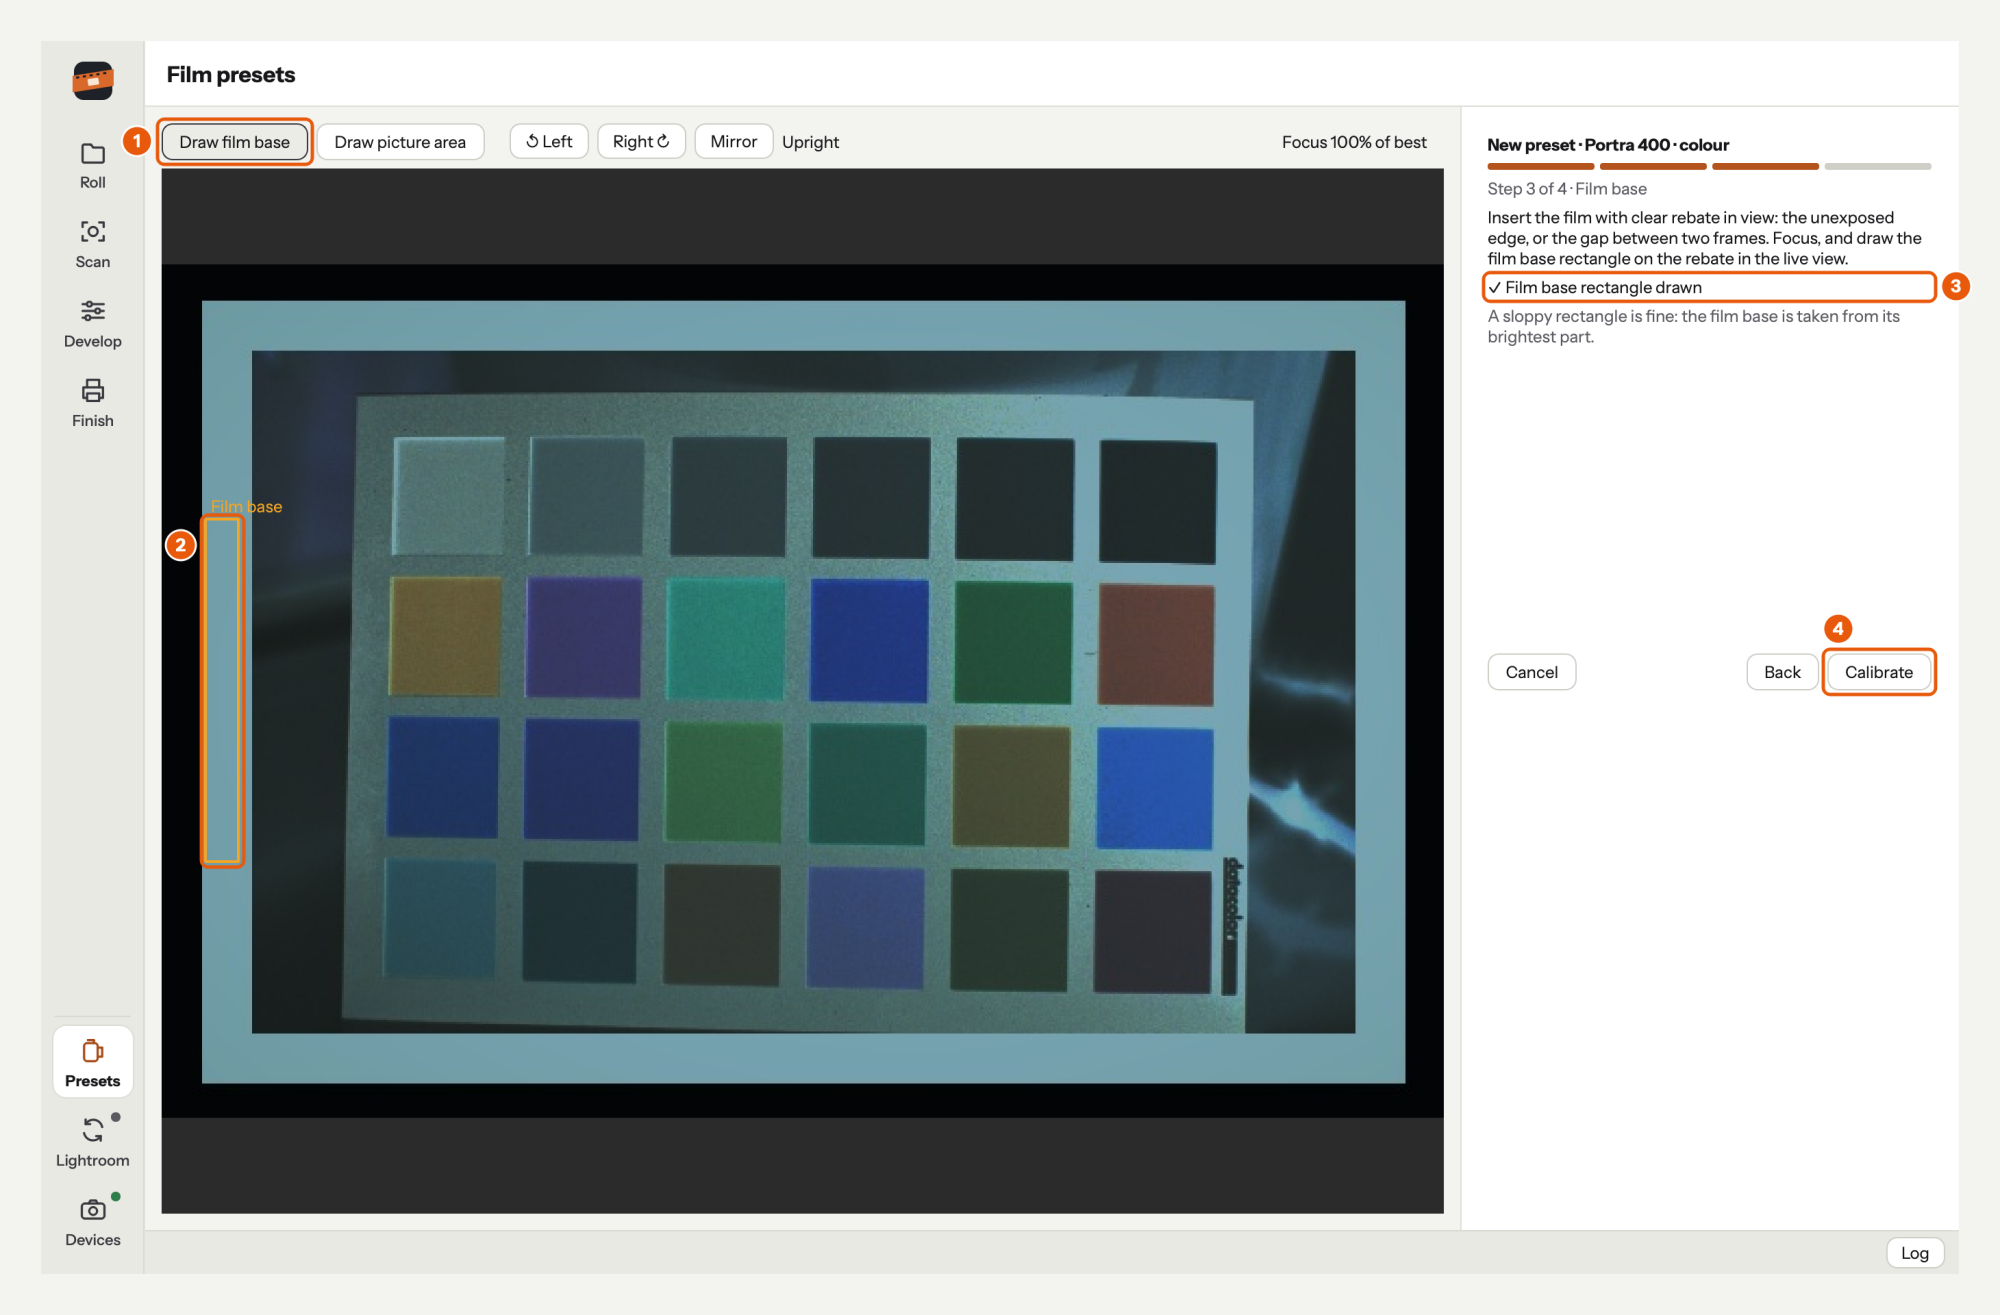 Film presets
1
Draw film base
Draw picture area
Left
Right
Mirror
Upright
Focus 100% of best
Roll
Scan
Develop
Finish
Presets
Lightroom
Devices
Film base
2
datacolor
New preset · Portra 400 · colour
Step 3 of 4 · Film base
Insert the film with clear rebate in view: the unexposed
edge, or the gap between two frames. Focus, and draw the
film base rectangle on the rebate in the live view.
✓ Film base rectangle drawn
3
A sloppy rectangle is fine: the film base is taken from its
brightest part.
4
Cancel
Back
Calibrate
Log